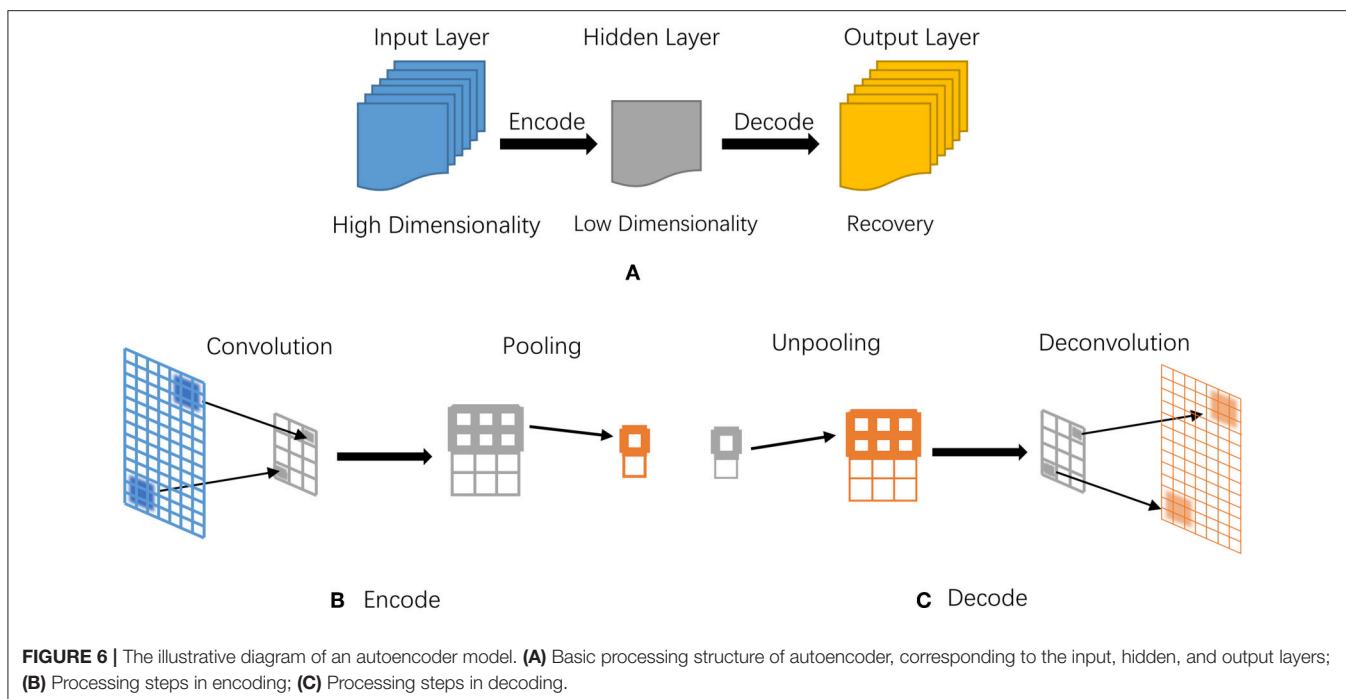 Input Layer Hidden Layer Output Layer
Encode Decode
High Dimensionality Low Dimensionality Recovery
A
Convolution Pooling Unpooling Deconvolution
B Encode C Decode
FIGURE 6 | The illustrative diagram of an autoencoder model. (A) Basic processing structure of autoencoder, corresponding to the input, hidden, and output layers;
(B) Processing steps in encoding; (C) Processing steps in decoding.